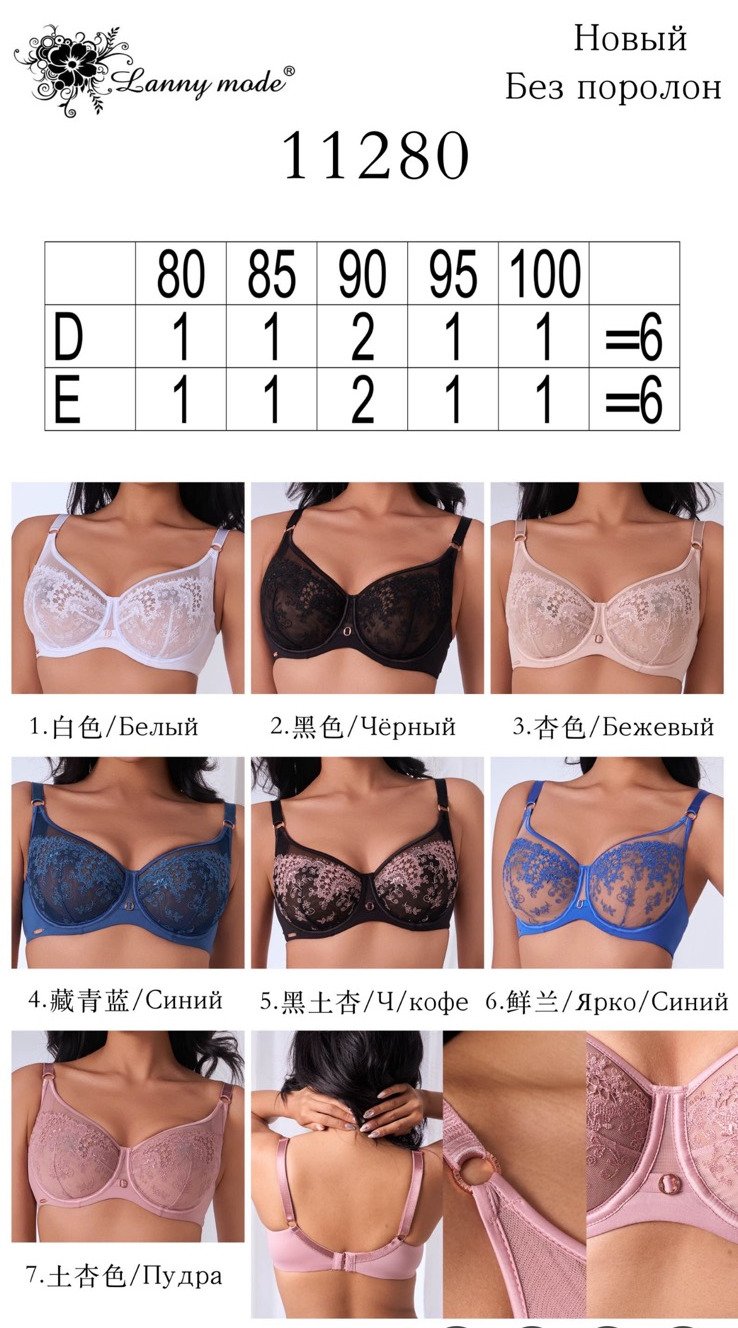 Lanny mode®
Новый
Без поролон
11280
80 85 90 95 100
D 1 1 2 1 1 =6
E 1 1 2 1 1 =6
1.白色/Белый
2.黑色/Чёрный
3.杏色/Бежевый
4.藏青蓝/Синий
5.黑土杏/Ч/кофе
6.鲜兰/Ярко/Синий
7.土杏色/Пудра